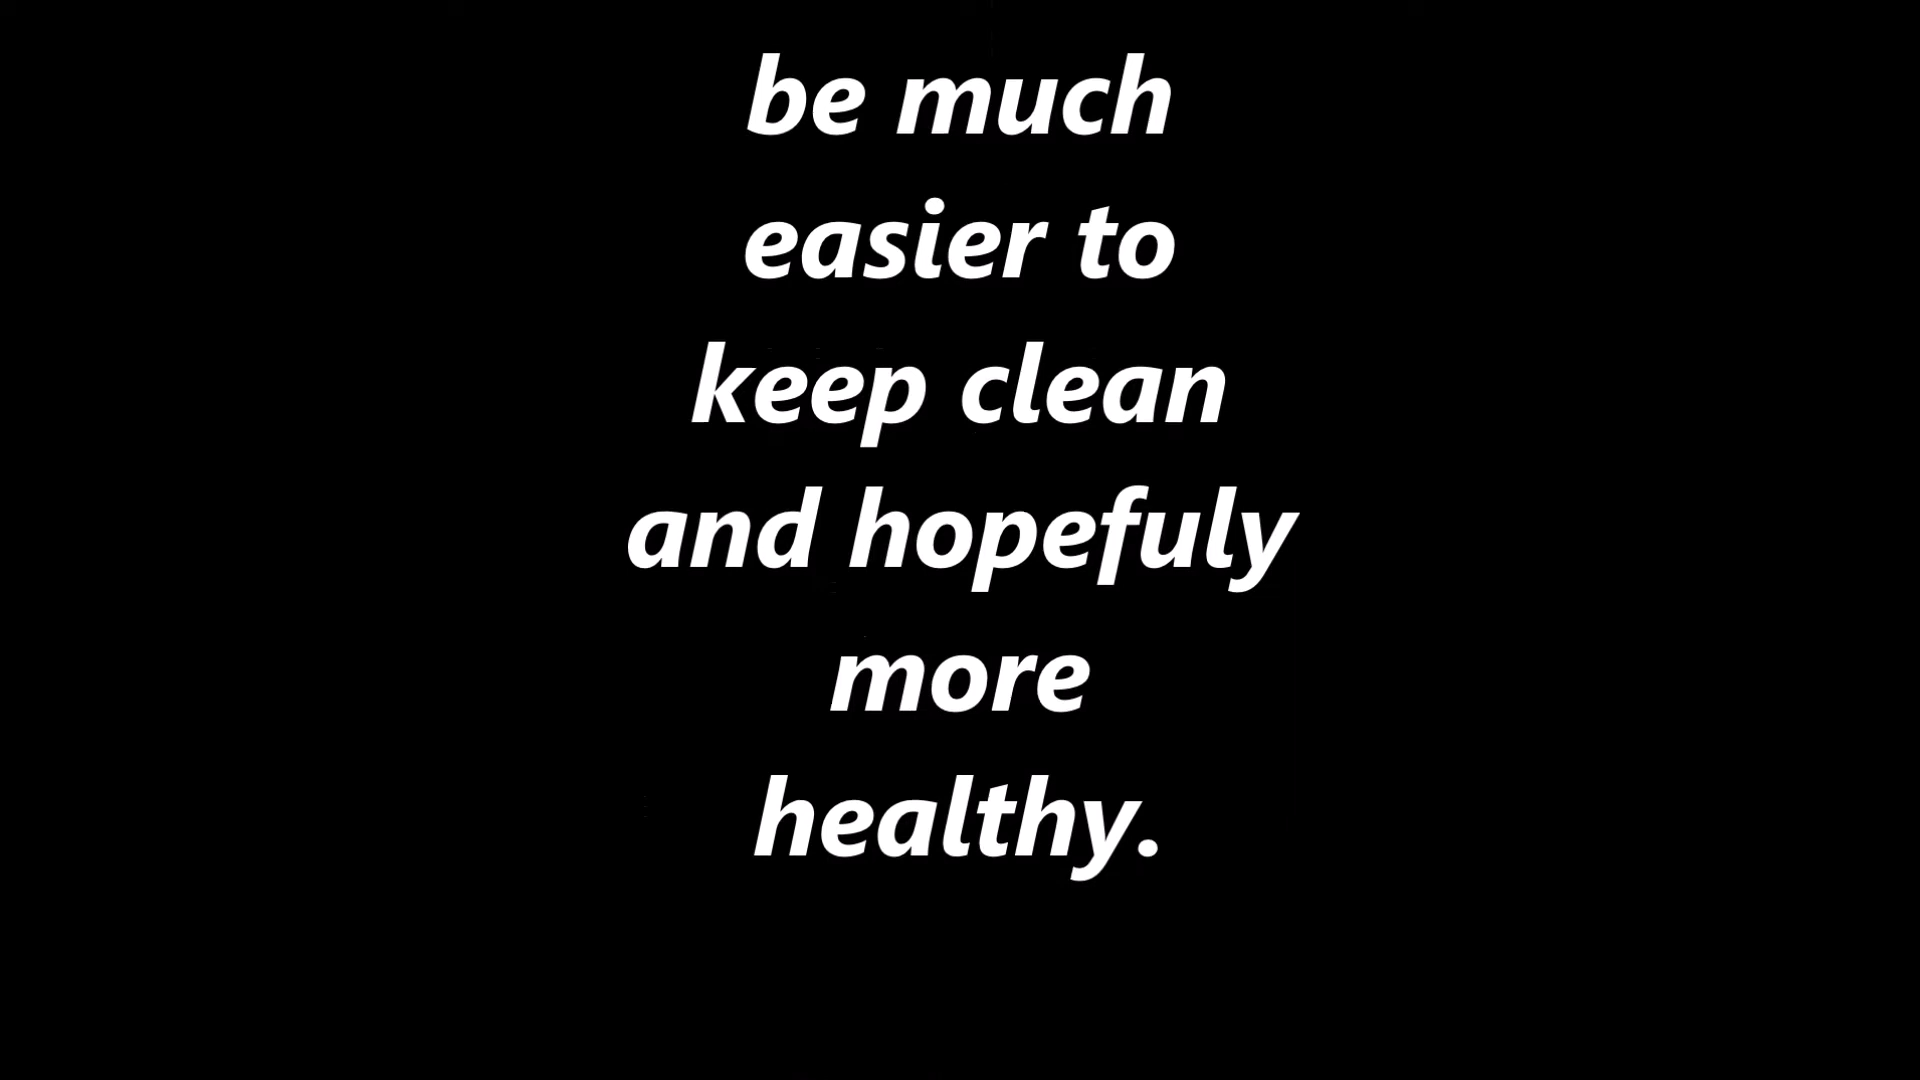 be much
easier to
keep clean
and hopefuly
more
healthy.